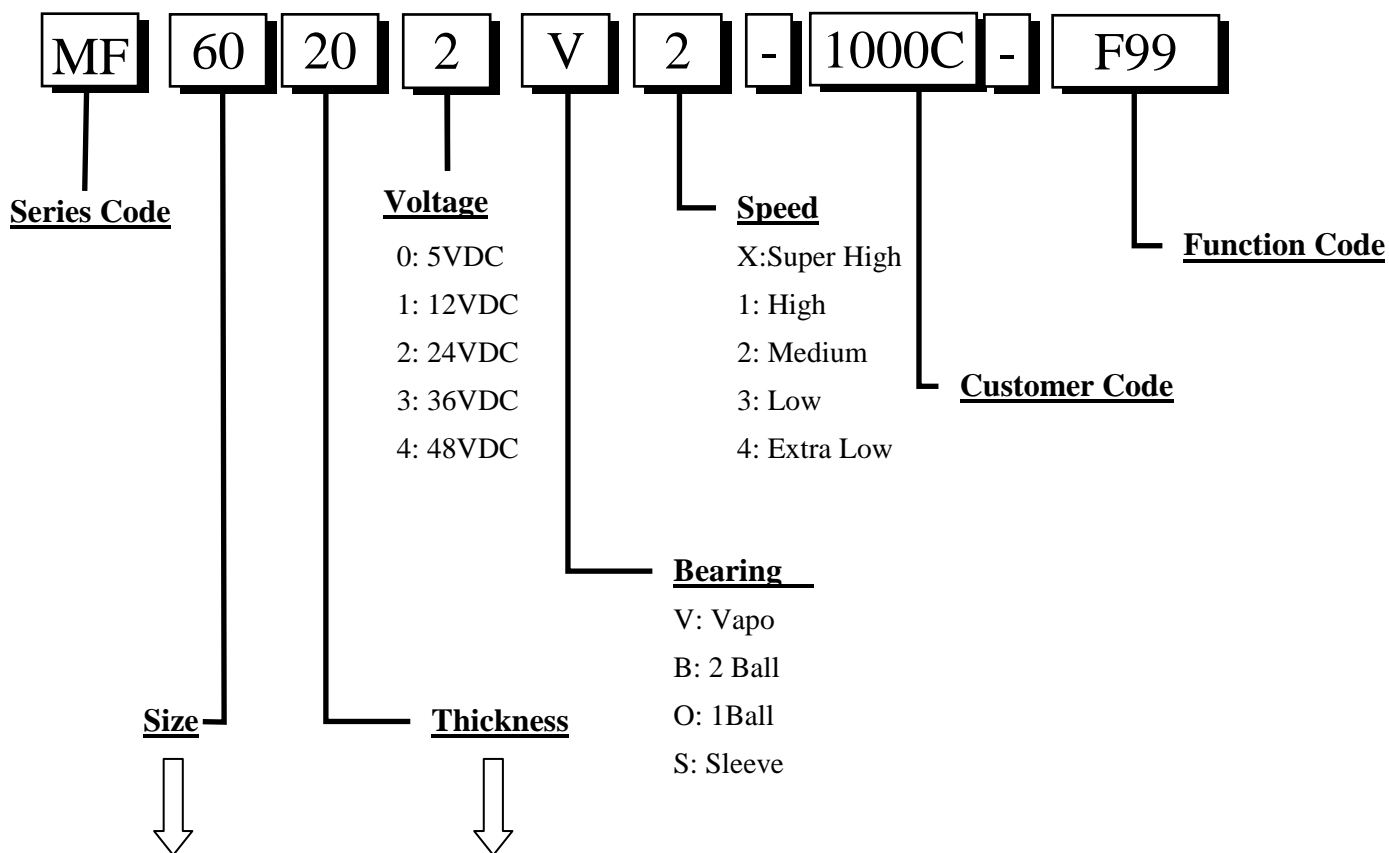 MF 60 20 2 V 2 - 1000C - F99
Series Code
Voltage
0: 5VDC
1: 12VDC
2: 24VDC
3: 36VDC
4: 48VDC
Speed
X:Super High
1: High
2: Medium
3: Low
4: Extra Low
Function Code
Customer Code
Bearing
V: Vapo
B: 2 Ball
O: 1Ball
S: Sleeve
Size
Thickness